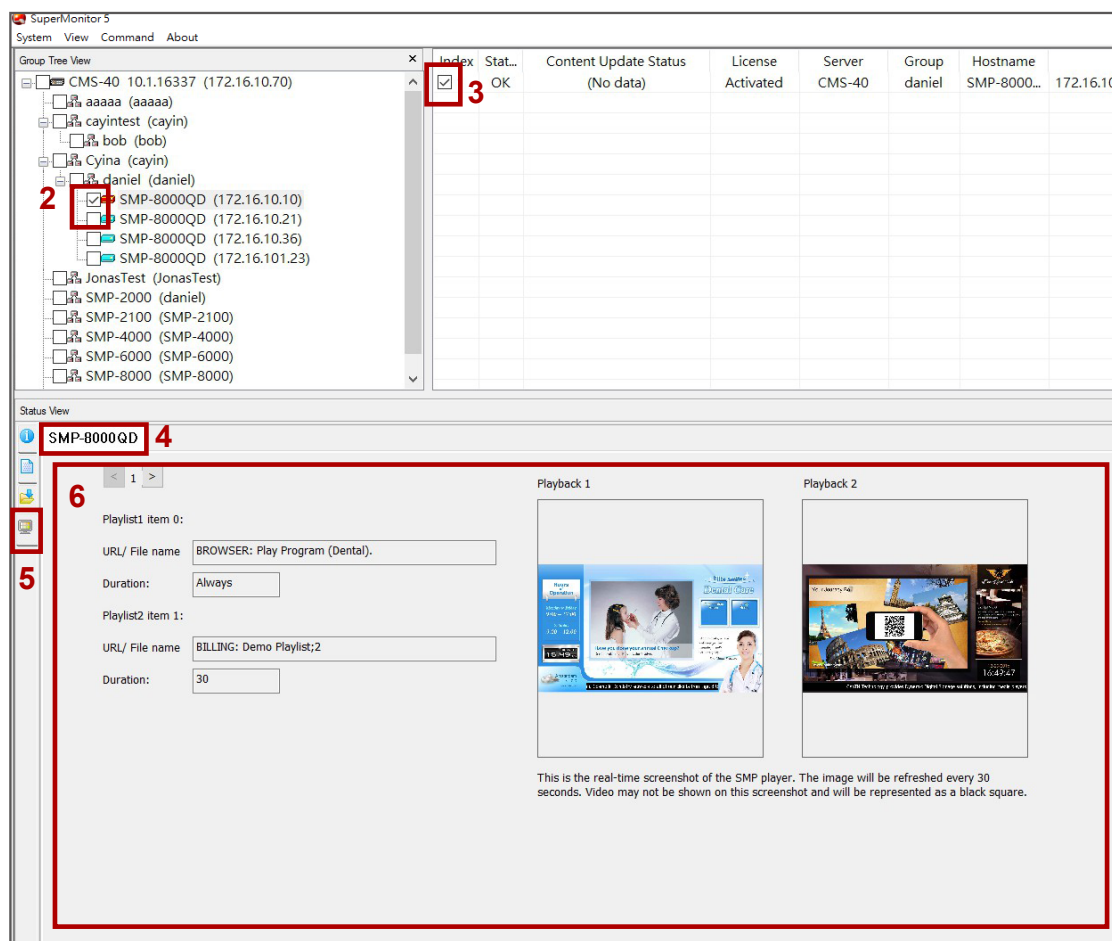 SuperMonitor 5
System View Command About
Group Tree View ×
CMS-40 10.1.16337 (172.16.10.70)
aaaaa (aaaaa)
cayintest (cayin)
bob (bob)
Cyina (cayin)
daniel (daniel)
2
SMP-8000QD (172.16.10.10)
SMP-8000QD (172.16.10.21)
SMP-8000QD (172.16.10.36)
SMP-8000QD (172.16.101.23)
JonasTest (JonasTest)
SMP-2000 (daniel)
SMP-2100 (SMP-2100)
SMP-4000 (SMP-4000)
SMP-6000 (SMP-6000)
SMP-8000 (SMP-8000)
Index Stat... Content Update Status License Server Group Hostname
3 OK (No data) Activated CMS-40 daniel SMP-8000... 172.16.10
Status View
SMP-8000QD 4
5
6
< 1 >
Playlist1 item 0:
URL/ File name BROWSER: Play Program (Dental).
Duration: Always
Playlist2 item 1:
URL/ File name BILLING: Demo Playlist;2
Duration: 30
Playback 1 Playback 2
Dental Care
16:49:47
This is the real-time screenshot of the SMP player. The image will be refreshed every 30
seconds. Video may not be shown on this screenshot and will be represented as a black square.